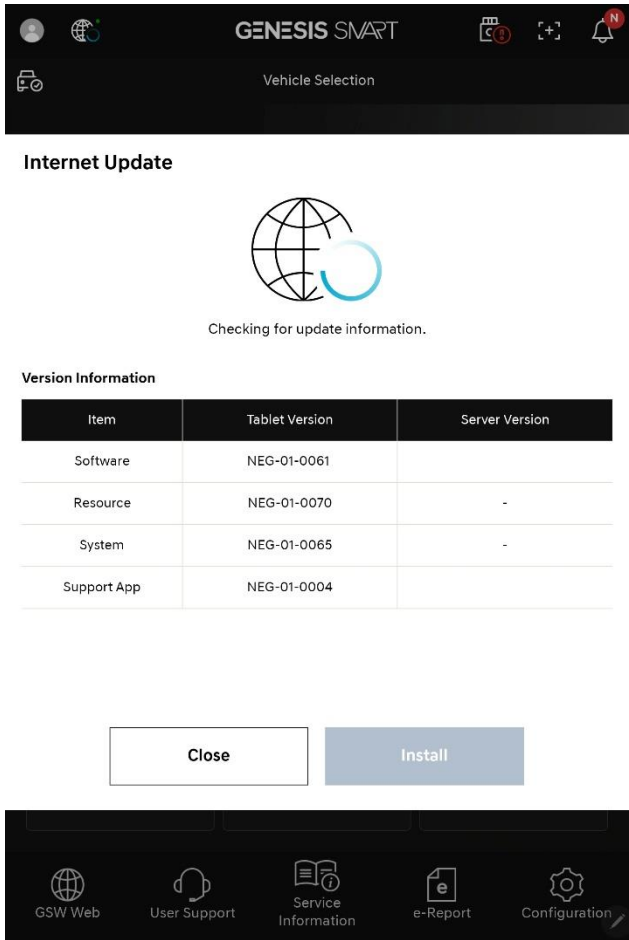 GENESIS SMART
N
Vehicle Selection
Internet Update
Checking for update information.
Version Information
Item Tablet Version Server Version
Software NEG-01-0061
Resource NEG-01-0070 -
System NEG-01-0065 -
Support App NEG-01-0004
Close Install
GSW Web User Support Service Information e e-Report Configuration